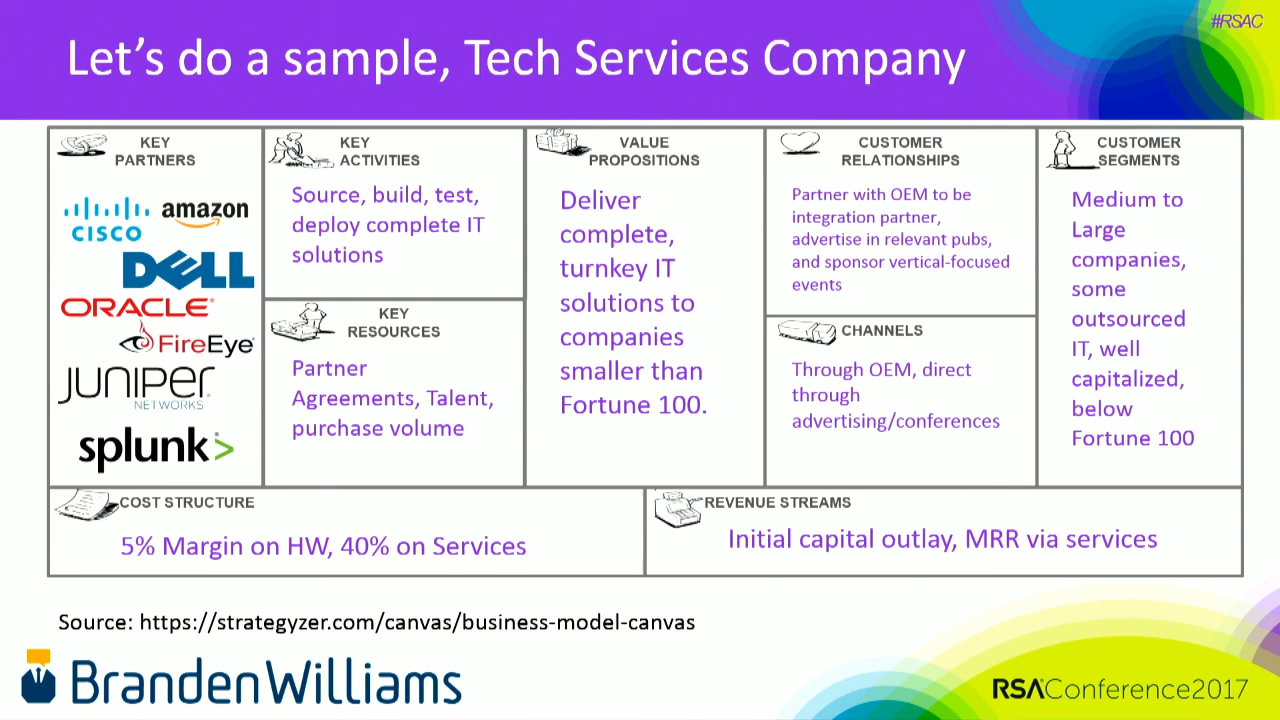 #RSAC
Let's do a sample, Tech Services Company
KEY
PARTNERS
CISCO
amazon
DELL
ORACLE
FireEye
JUNIPER
NETWORKS
splunk>
KEY
ACTIVITIES
Source, build, test,
deploy complete IT
solutions
KEY
RESOURCES
Partner
Agreements, Talent,
purchase volume
VALUE
PROPOSITIONS
Deliver
complete,
turnkey IT
solutions to
companies
smaller than
Fortune 100.
CUSTOMER
RELATIONSHIPS
Partner with OEM to be
integration partner,
advertise in relevant pubs,
and sponsor vertical-focused
events
CHANNELS
Through OEM, direct
through
advertising/conferences
CUSTOMER
SEGMENTS
Medium to
Large
companies,
some
outsourced
IT, well
capitalized,
below
Fortune 100
COST STRUCTURE
5% Margin on HW, 40% on Services
REVENUE STREAMS
Initial capital outlay, MRR via services
Source: https://strategyzer.com/canvas/business-model-canvas
BrandenWilliams
RSAConference2017